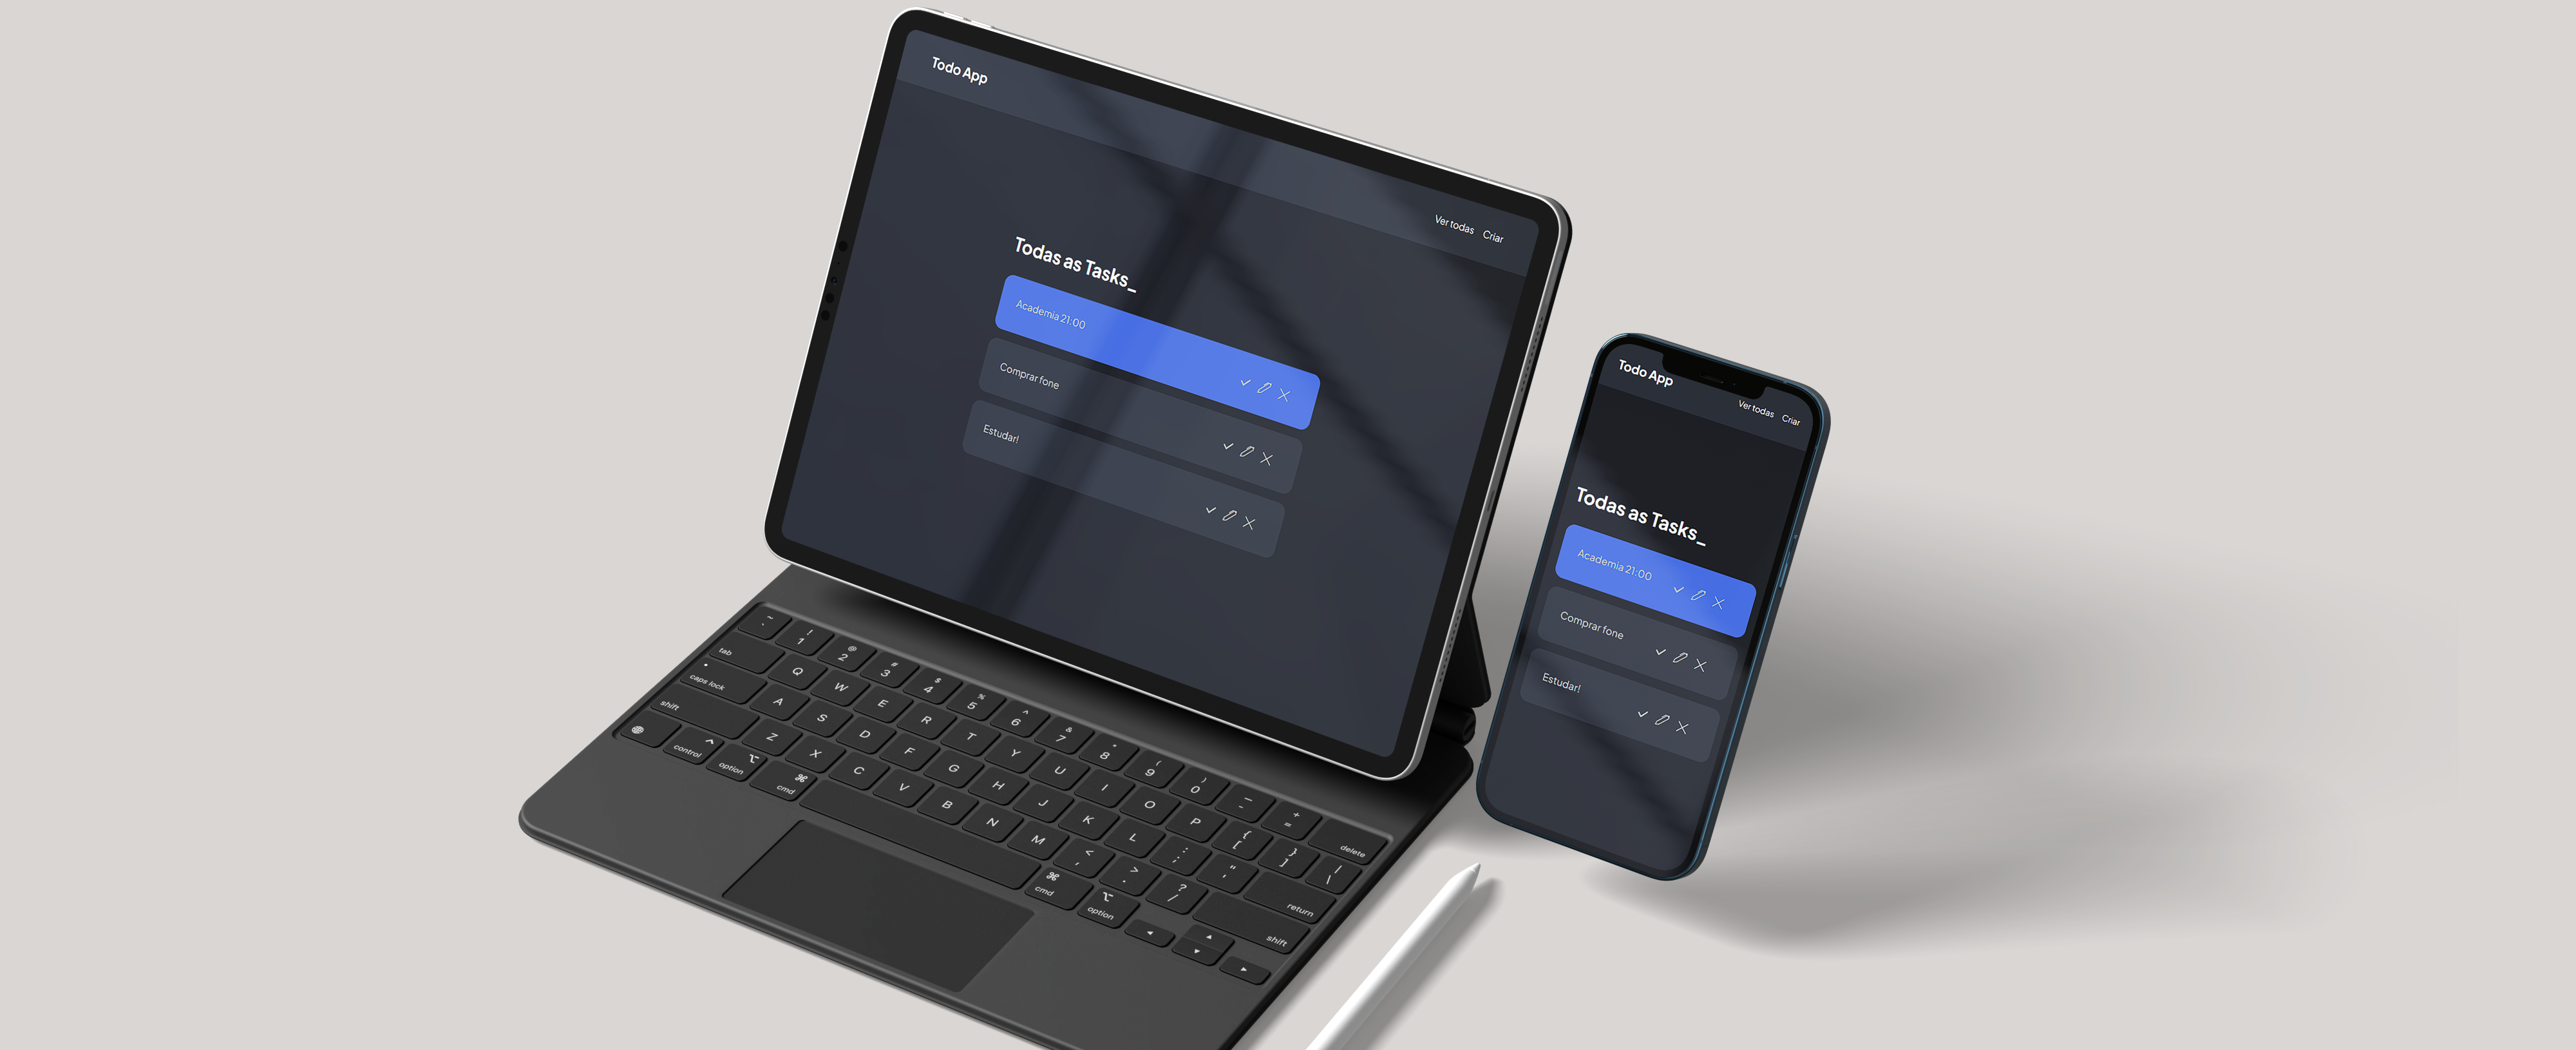 Todo App
Ver todas Criar
Todas as Tasks_
Academia 21:00
Comprar fone
Estudar!
Todo App
Ver todas Criar
Todas as Tasks_
Academia 21:00
Comprar fone
Estudar!
~ ! @ # $ % ^ & * ( ) _ +
` 1 2 3 4 5 6 7 8 9 0 - = delete
tab Q W E R T Y U I O P { [ } ] | \
caps lock A S D F G H J K L : ; " ' return
shift Z X C V B N M < , > . ? / shift
control ^ option ⌥ cmd ⌘ ⌘ cmd ⌥ option ◂ ▴ ▾ ▸